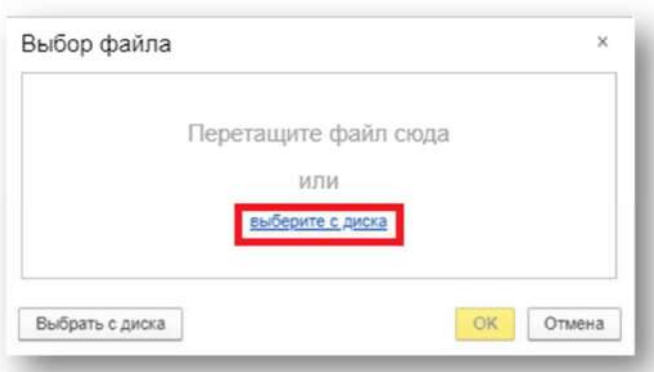 Выбор файла
×
Перетащите файл сюда
или
выберите с диска
Выбрать с диска
OK
Отмена